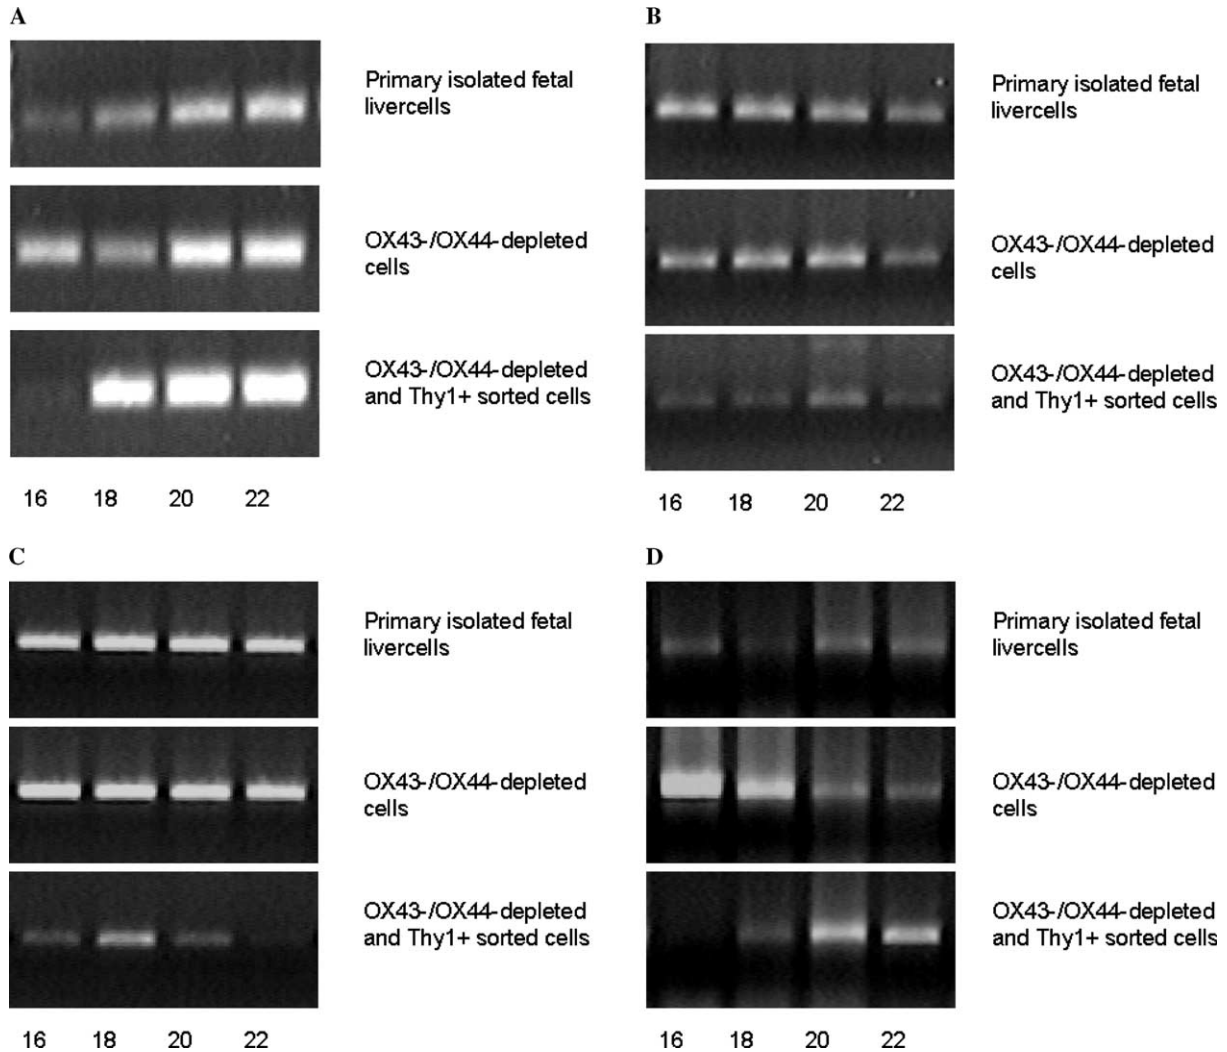 A
Primary isolated fetal
livercells
OX43-/OX44-depleted
cells
OX43-/OX44-depleted
and Thy1+ sorted cells
16 18 20 22
B
Primary isolated fetal
livercells
OX43-/OX44-depleted
cells
OX43-/OX44-depleted
and Thy1+ sorted cells
16 18 20 22
C
Primary isolated fetal
livercells
OX43-/OX44-depleted
cells
OX43-/OX44-depleted
and Thy1+ sorted cells
16 18 20 22
D
Primary isolated fetal
livercells
OX43-/OX44-depleted
cells
OX43-/OX44-depleted
and Thy1+ sorted cells
16 18 20 22